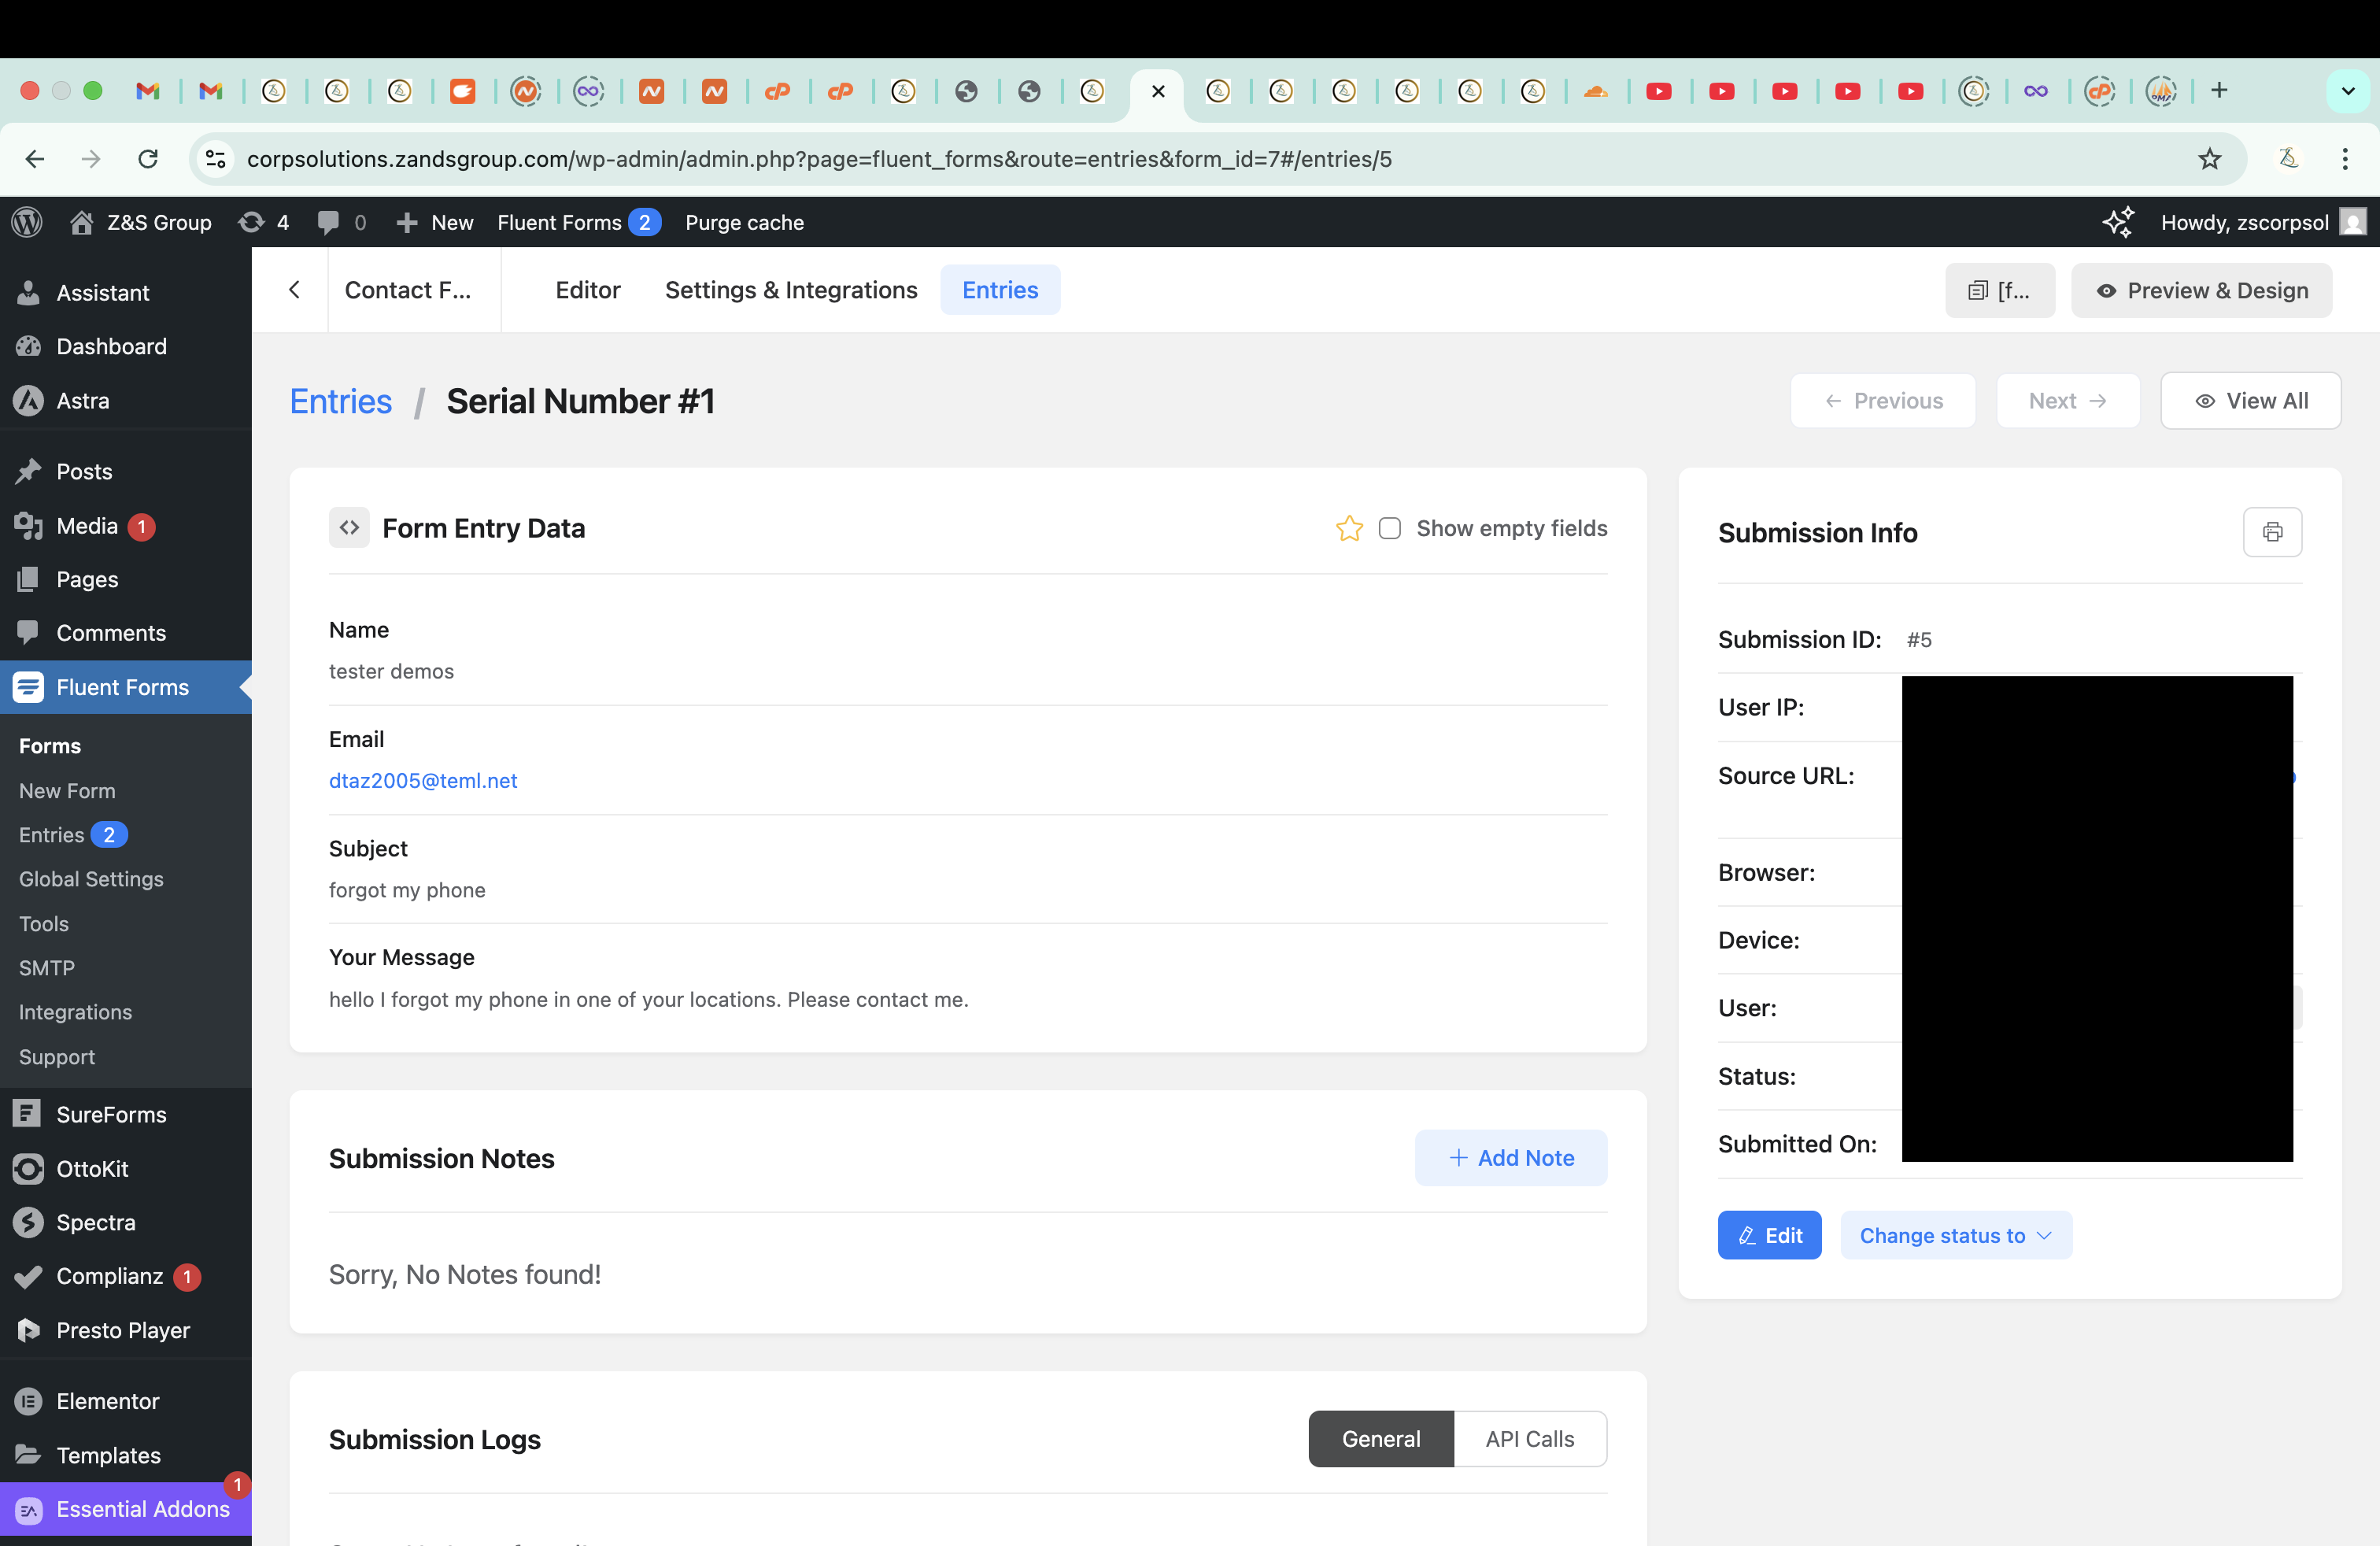 corpsolutions.zandsgroup.com/wp-admin/admin.php?page=fluent_forms&route=entries&form_id=7#/entries/5
Z&S Group 4 0 New Fluent Forms 2 Purge cache Howdy, zscorpsol
Assistant
Dashboard
Astra
Posts
Media 1
Pages
Comments
Fluent Forms
Forms
New Form
Entries 2
Global Settings
Tools
SMTP
Integrations
Support
SureForms
OttoKit
Spectra
Complianz 1
Presto Player
Elementor
Templates
Essential Addons 1
Contact F... Editor Settings & Integrations Entries [f... Preview & Design
Entries / Serial Number #1
Previous Next View All
Form Entry Data Show empty fields
Name
tester demos
Email
dtaz2005@teml.net
Subject
forgot my phone
Your Message
hello I forgot my phone in one of your locations. Please contact me.
Submission Notes
Add Note
Sorry, No Notes found!
Submission Logs
General API Calls
Submission Info
Submission ID: #5
User IP:
Source URL:
Browser:
Device:
User:
Status:
Submitted On:
Edit Change status to